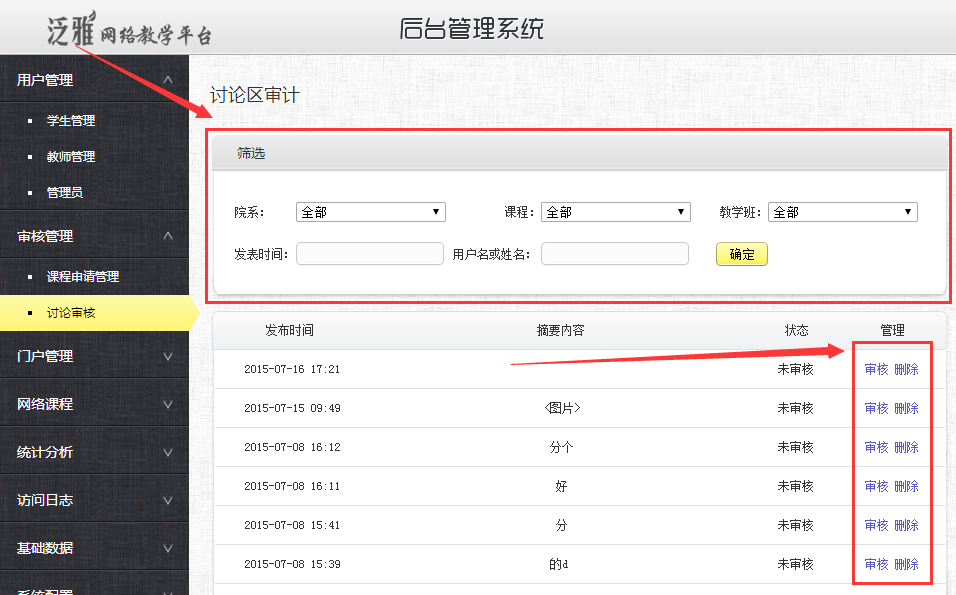 泛雅 网络教学平台
后台管理系统
用户管理
学生管理
教师管理
管理员
审核管理
课程申请管理
讨论审核
门户管理
网络课程
统计分析
访问日志
基础数据
系统配置
讨论区审计
筛选
院系： 全部 课程： 全部 教学班： 全部
发表时间： 用户名或姓名： 确定
发布时间 摘要内容 状态 管理
2015-07-16 17:21 未审核 审核 删除
2015-07-15 09:49 <图片> 未审核 审核 删除
2015-07-08 16:12 分个 未审核 审核 删除
2015-07-08 16:11 好 未审核 审核 删除
2015-07-08 15:41 分 未审核 审核 删除
2015-07-08 15:39 的d 未审核 审核 删除